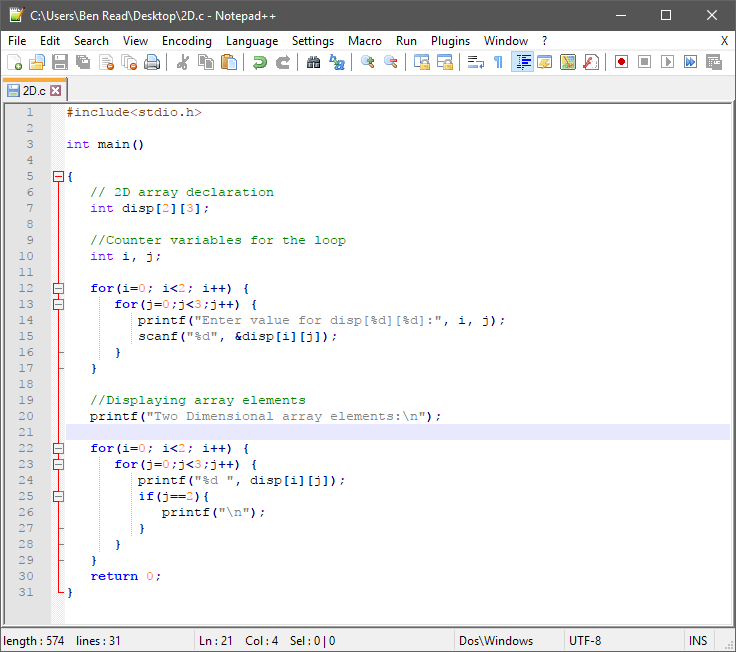 C:\Users\Ben Read\Desktop\2D.c - Notepad++
File Edit Search View Encoding Language Settings Macro Run Plugins Window ? X
2D.c
1 #include<stdio.h>
2
3 int main()
4
5 {
6 // 2D array declaration
7 int disp[2][3];
8
9 //Counter variables for the loop
10 int i, j;
11
12 for(i=0; i<2; i++) {
13 for(j=0;j<3;j++) {
14 printf("Enter value for disp[%d][%d]:", i, j);
15 scanf("%d", &disp[i][j]);
16 }
17 }
18
19 //Displaying array elements
20 printf("Two Dimensional array elements:\n");
21
22 for(i=0; i<2; i++) {
23 for(j=0;j<3;j++) {
24 printf("%d ", disp[i][j]);
25 if(j==2){
26 printf("\n");
27 }
28 }
29 }
30 return 0;
31 }
length : 574 lines : 31 Ln : 21 Col : 4 Sel : 0 | 0 Dos\Windows UTF-8 INS